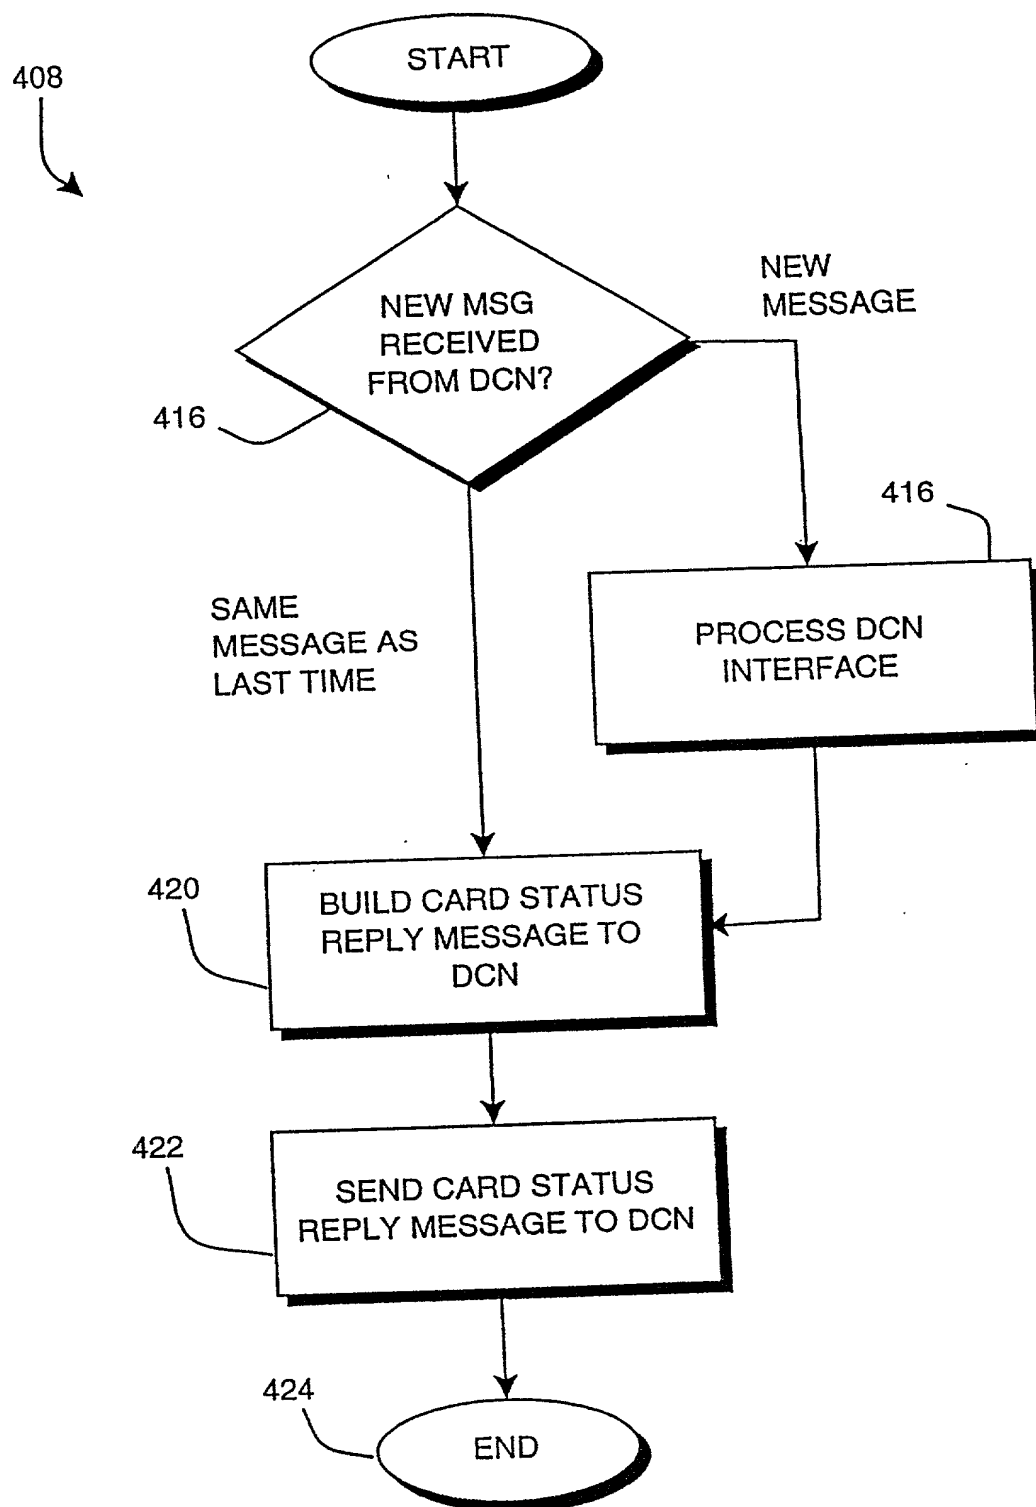 START
408
NEW MSG
RECEIVED
FROM DCN?
NEW
MESSAGE
416
416
SAME
MESSAGE AS
LAST TIME
PROCESS DCN
INTERFACE
420
BUILD CARD STATUS
REPLY MESSAGE TO
DCN
422
SEND CARD STATUS
REPLY MESSAGE TO DCN
424
END